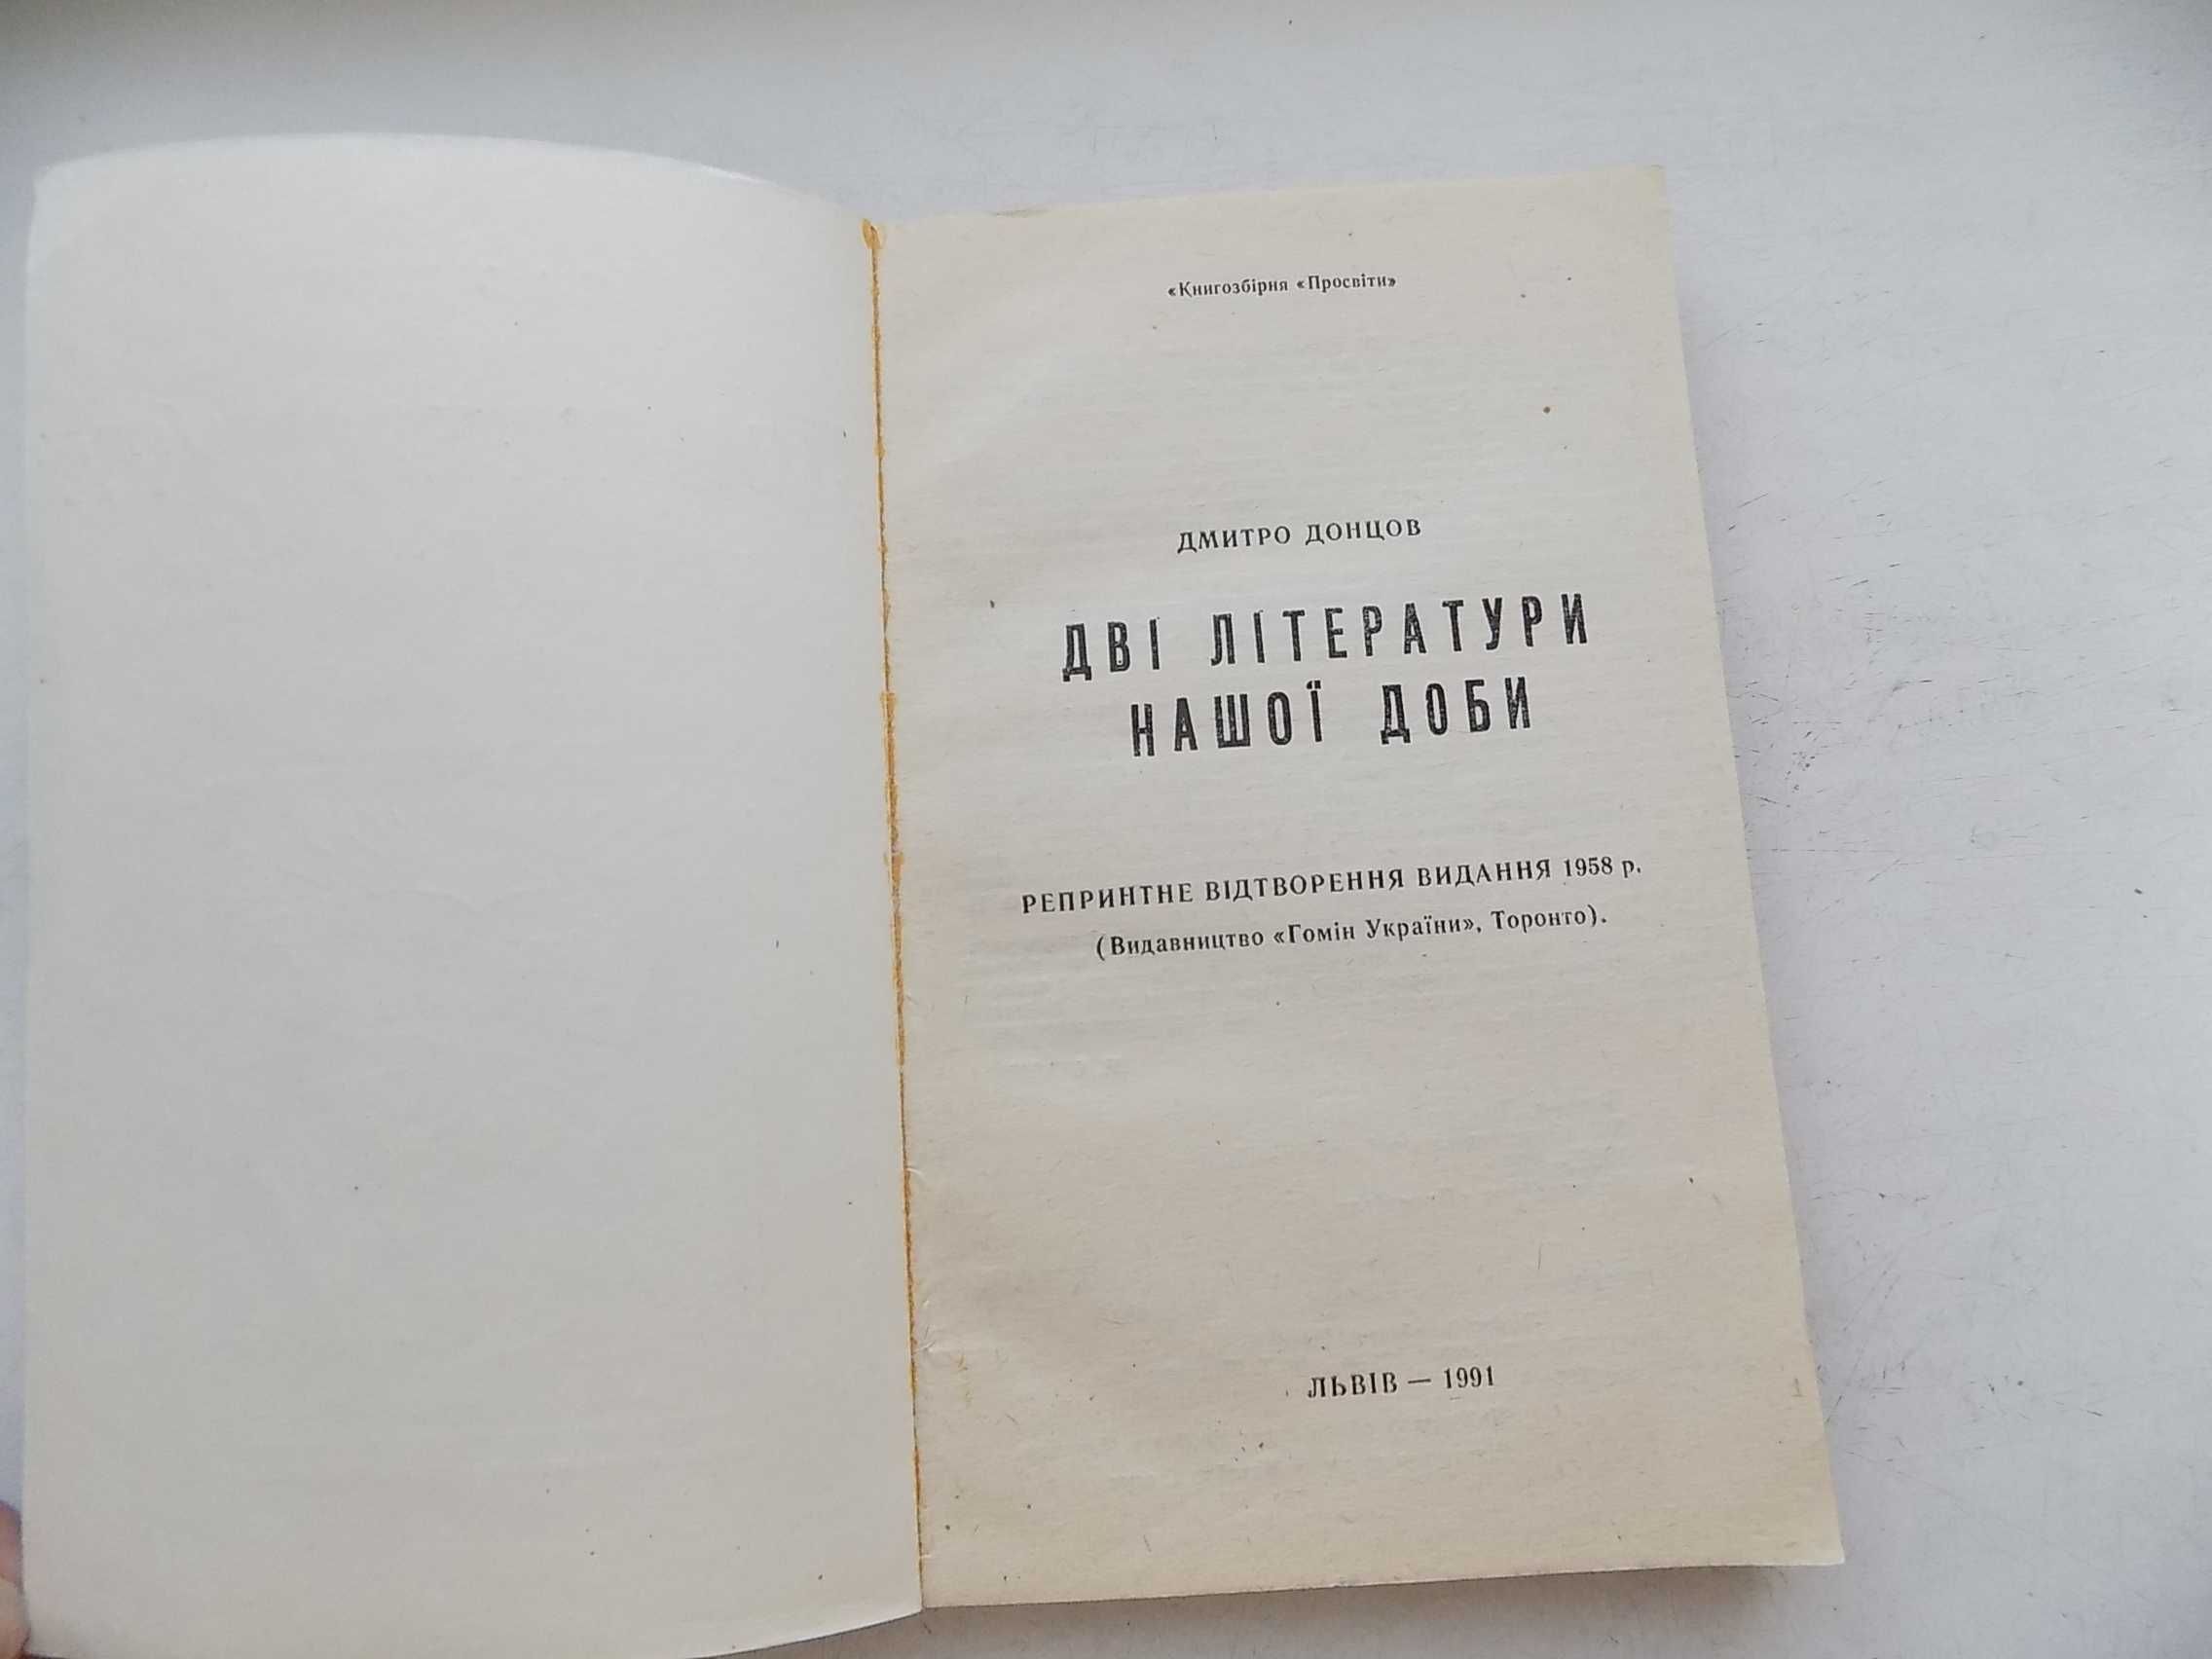 «Книгозбірня «Просвіти»
ДМИТРО ДОНЦОВ
ДВІ ЛІТЕРАТУРИ
НАШОЇ ДОБИ
РЕПРИНТНЕ ВІДТВОРЕННЯ ВИДАННЯ 1958 р.
(Видавництво «Гомін України», Торонто).
ЛЬВІВ — 1991